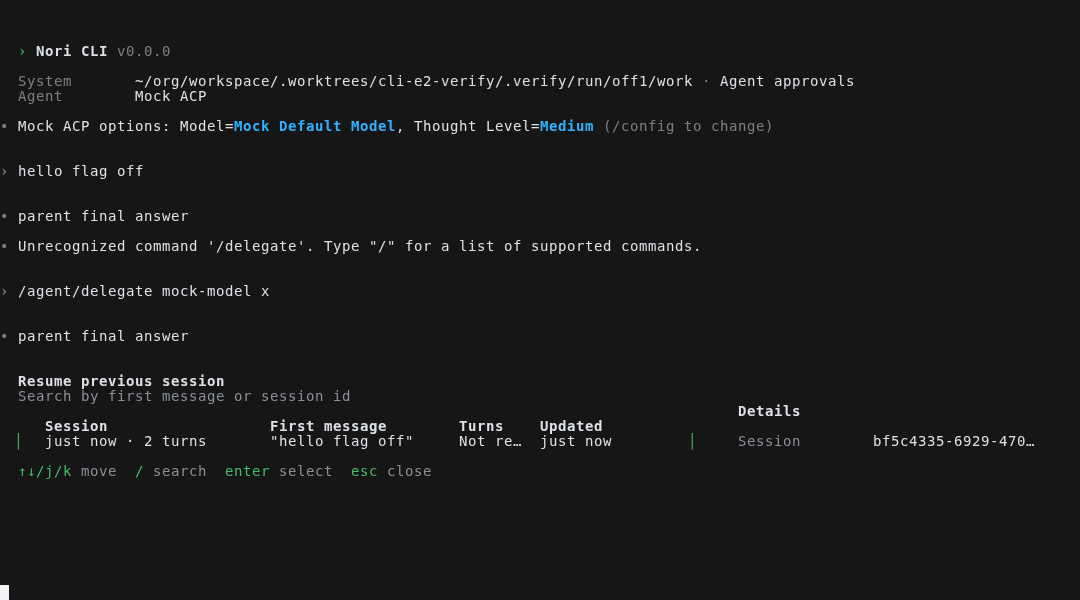 › Nori CLI v0.0.0
System ~/org/workspace/.worktrees/cli-e2-verify/.verify/run/off1/work · Agent approvals
Agent Mock ACP
• Mock ACP options: Model=Mock Default Model, Thought Level=Medium (/config to change)
› hello flag off
• parent final answer
• Unrecognized command '/delegate'. Type "/" for a list of supported commands.
› /agent/delegate mock-model x
• parent final answer
Resume previous session
Search by first message or session id
Details
Session First message Turns Updated
│ just now · 2 turns "hello flag off" Not re… just now │ Session bf5c4335-6929-470…
↑↓/j/k move / search enter select esc close